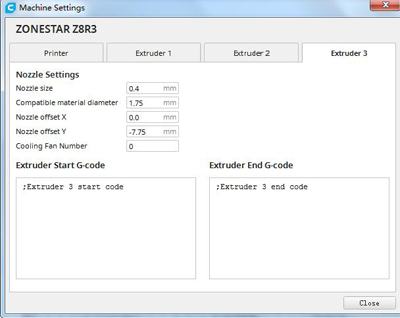 Machine Settings
ZONESTAR Z8R3
Printer Extruder 1 Extruder 2 Extruder 3
Nozzle Settings
Nozzle size 0.4 mm
Compatible material diameter 1.75 mm
Nozzle offset X 0.0 mm
Nozzle offset Y -7.75 mm
Cooling Fan Number 0
Extruder Start G-code Extruder End G-code
;Extruder 3 start code ;Extruder 3 end code
Close